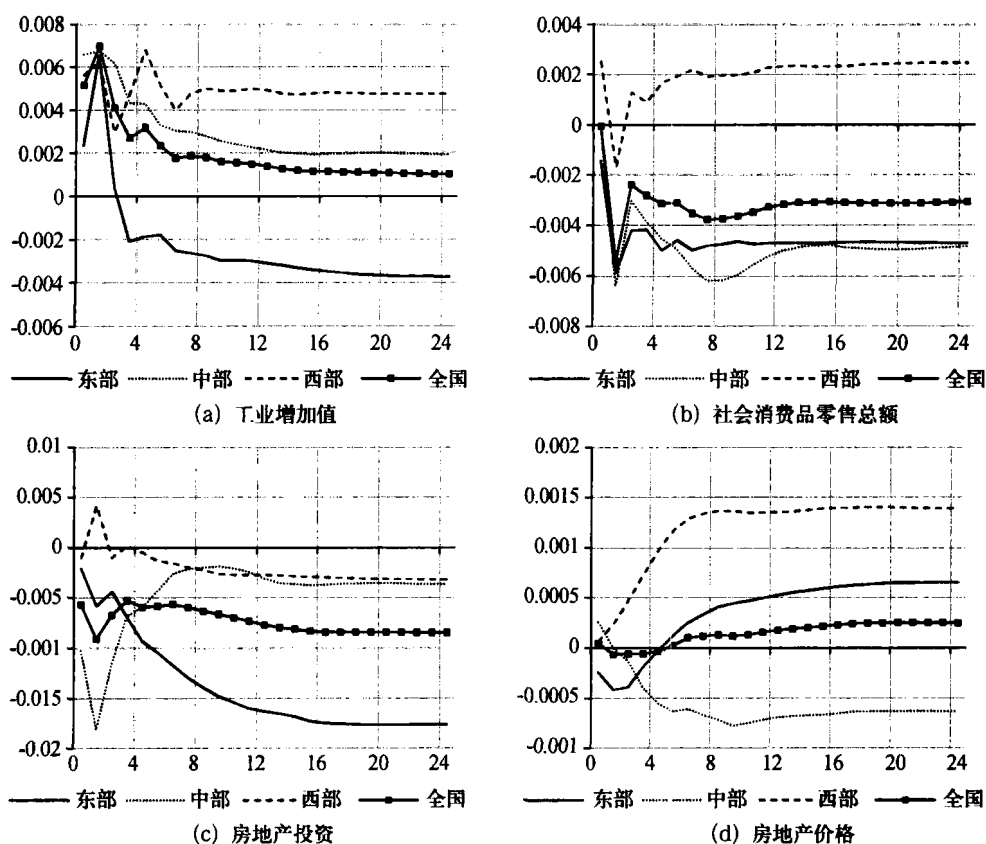 0.008
0.006
0.004
0.002
0
-0.002
-0.004
-0.006
0 4 8 12 16 20 24
东部 中部 西部 全国
(a) 工业增加值
0.004
0.002
0
-0.002
-0.004
-0.006
-0.008
0 4 8 12 16 20 24
东部 中部 西部 全国
(b) 社会消费品零售总额
0.01
0.005
0
-0.005
-0.001
-0.015
-0.02
0 4 8 12 16 20 24
东部 中部 西部 全国
(c) 房地产投资
0.002
0.0015
0.001
0.0005
0
-0.0005
-0.001
0 4 8 12 16 20 24
东部 中部 西部 全国
(d) 房地产价格